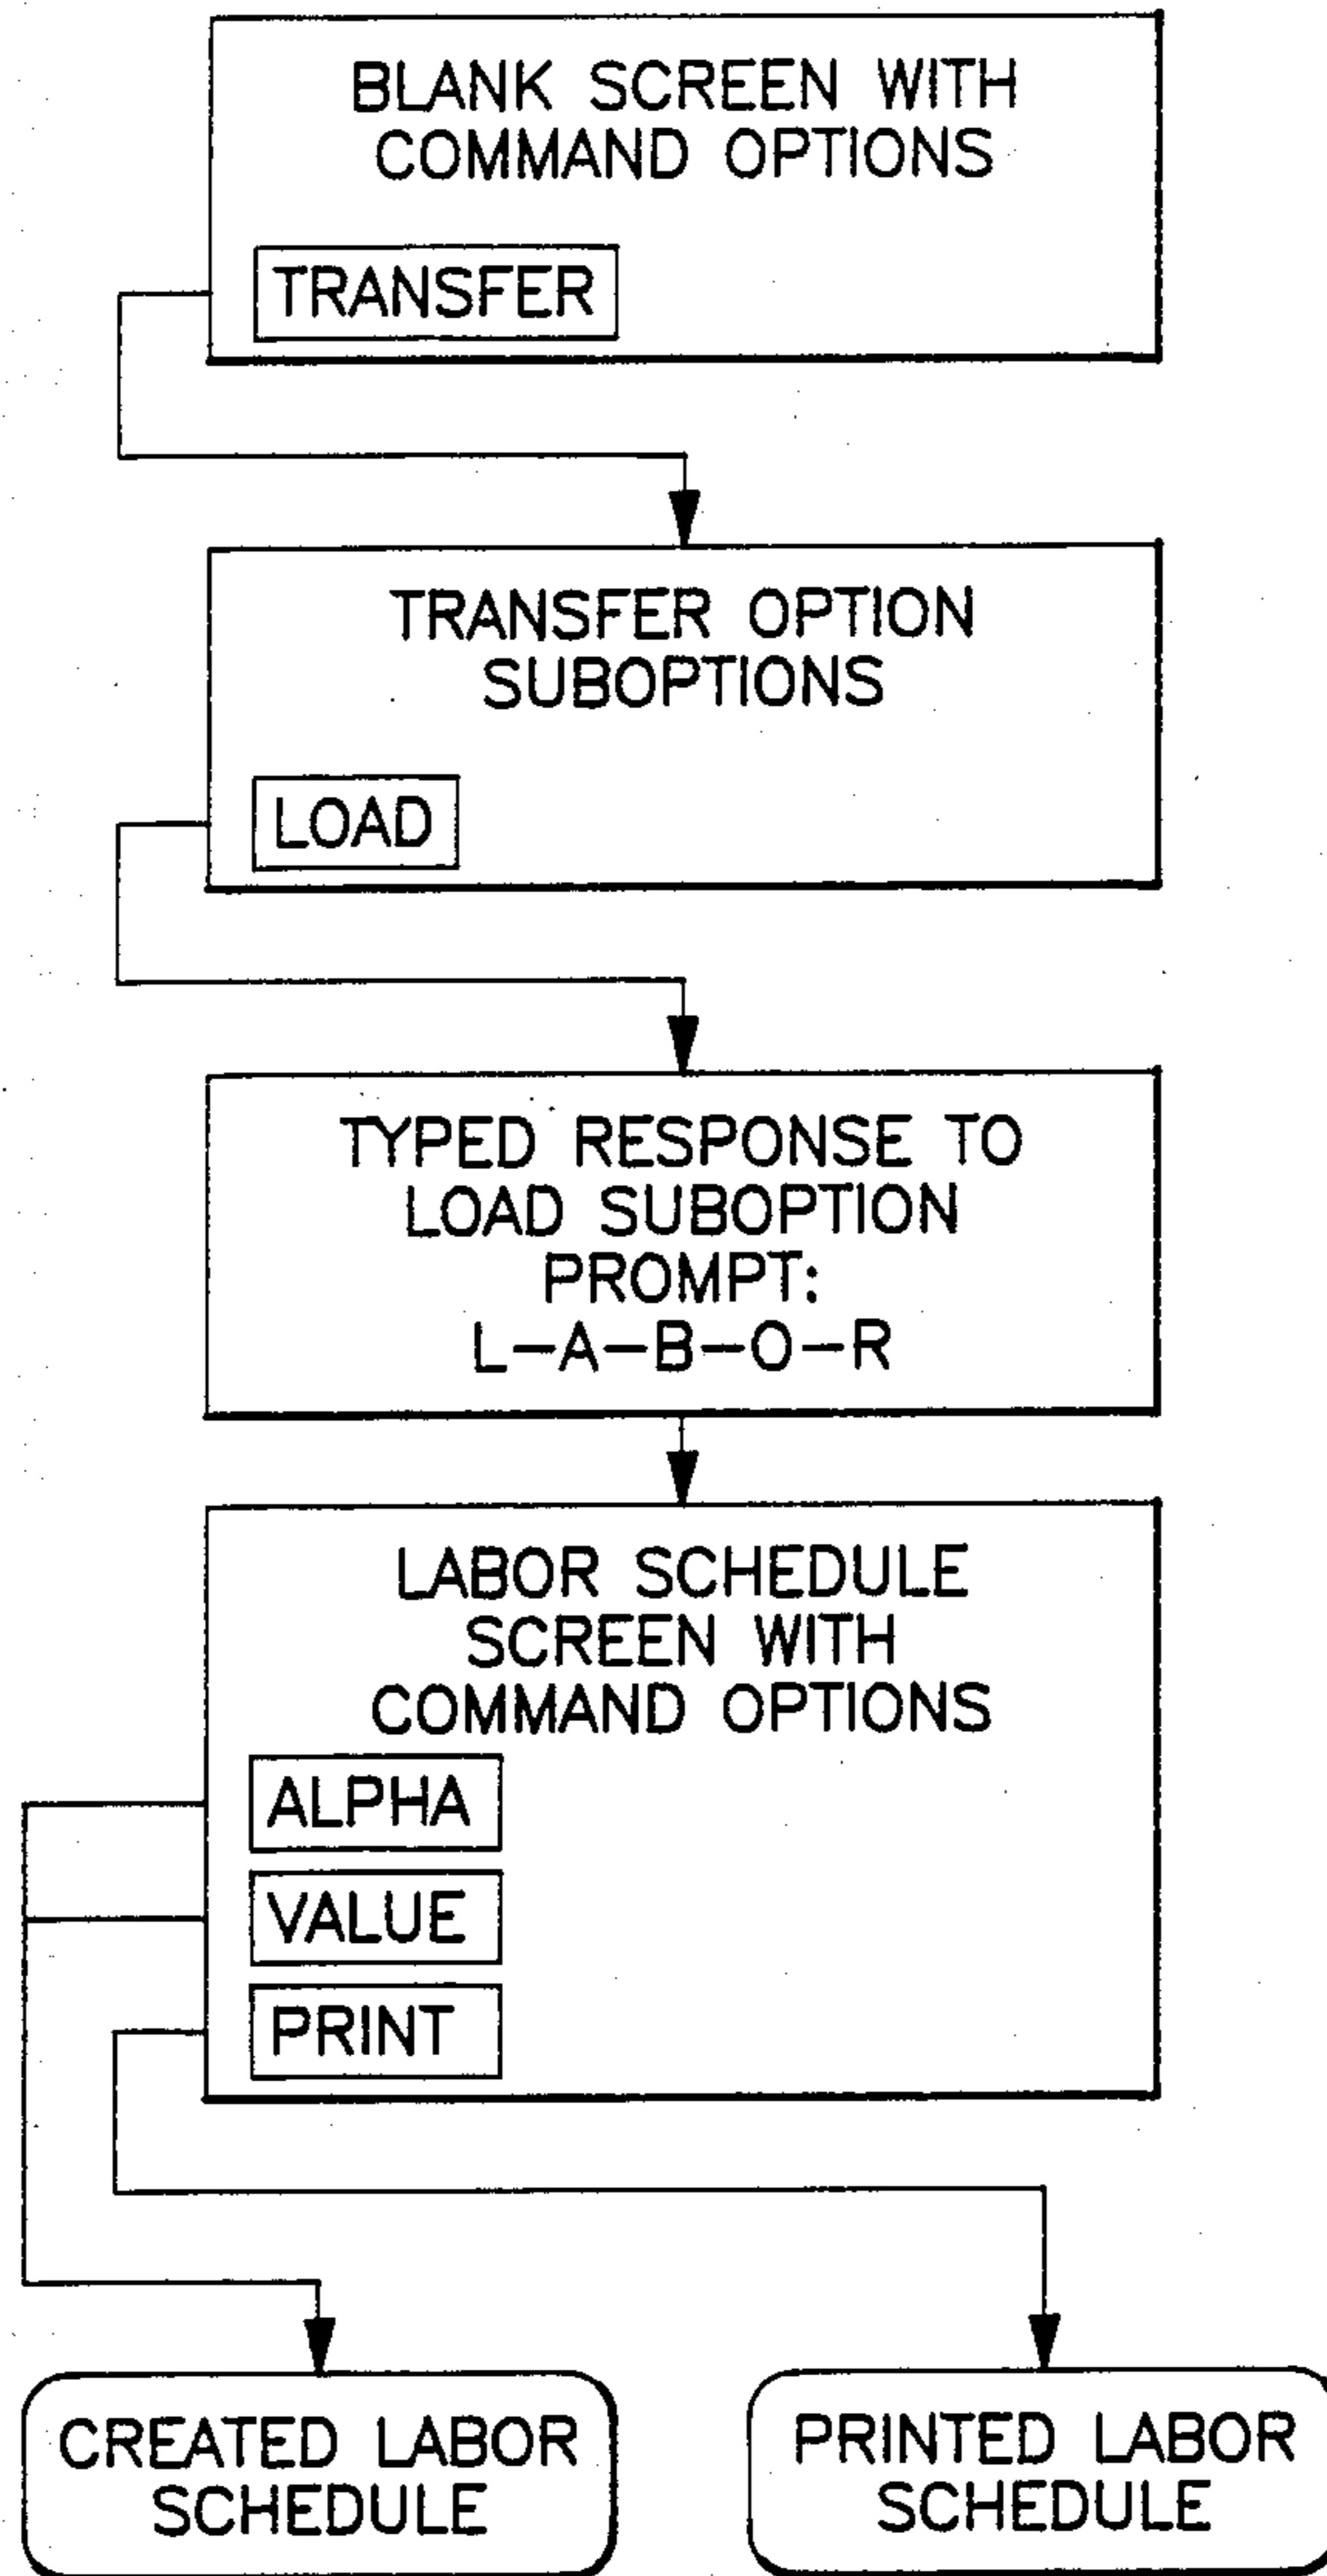 BLANK SCREEN WITH
COMMAND OPTIONS
TRANSFER
TRANSFER OPTION
SUBOPTIONS
LOAD
TYPED RESPONSE TO
LOAD SUBOPTION
PROMPT:
L-A-B-O-R
LABOR SCHEDULE
SCREEN WITH
COMMAND OPTIONS
ALPHA
VALUE
PRINT
CREATED LABOR
SCHEDULE
PRINTED LABOR
SCHEDULE